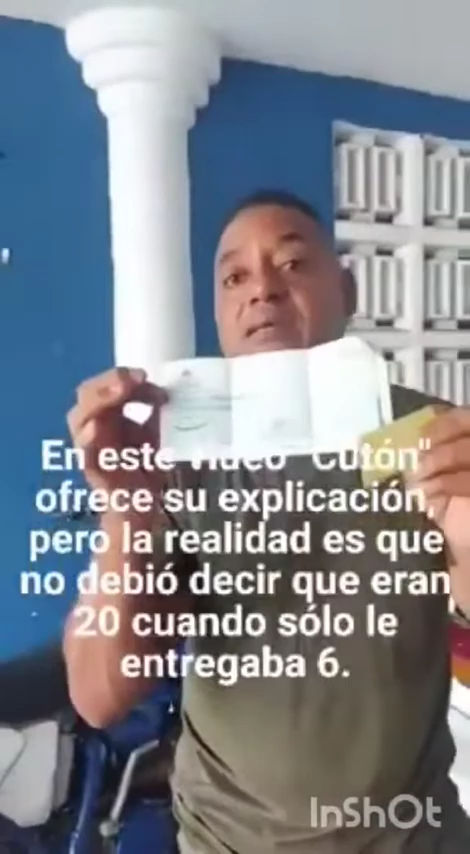 En este video "Cutón"
ofrece su explicación,
pero la realidad es que
no debió decir que eran
20 cuando sólo le
entregaba 6.
InShOt